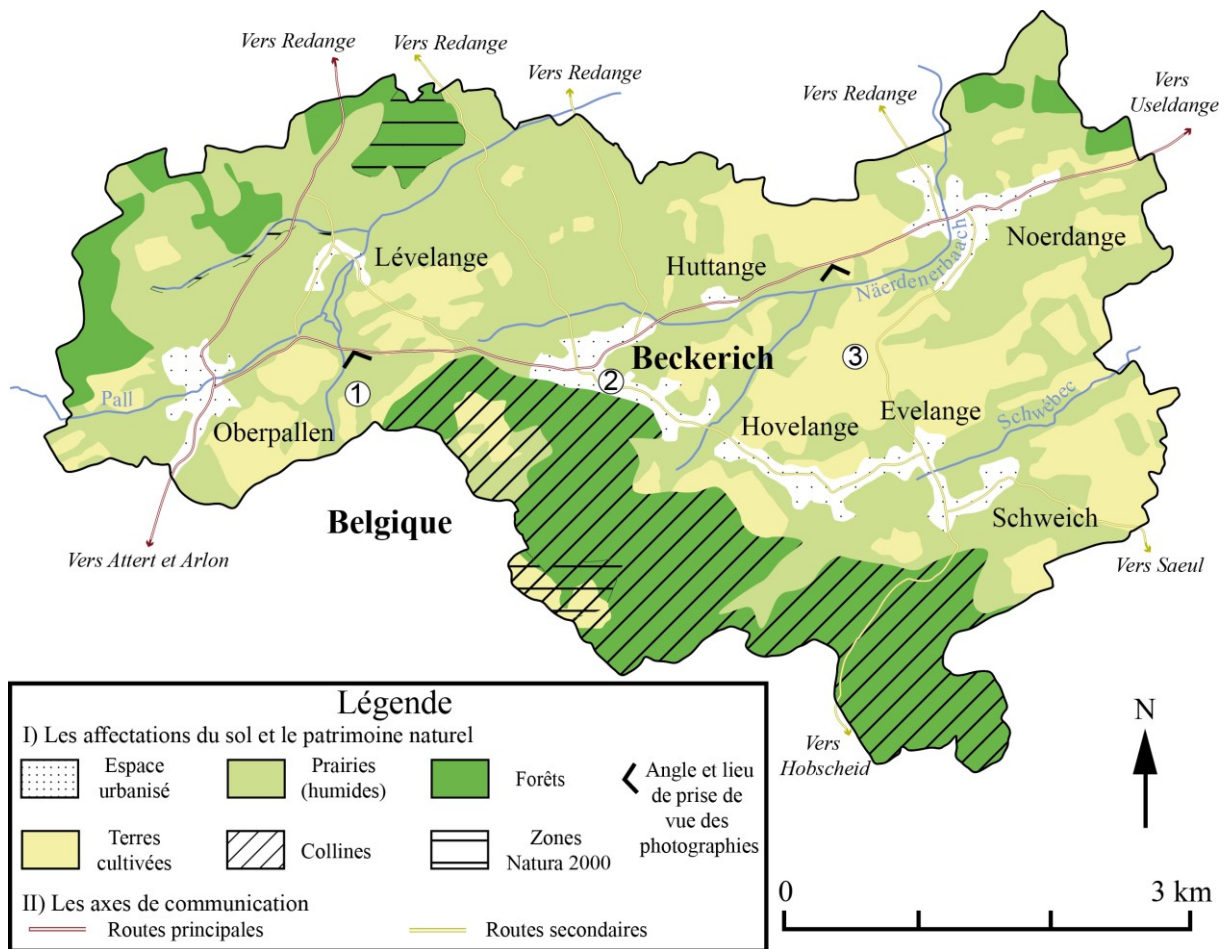 Vers Redange
Vers Redange
Vers Redange
Vers Redange
Vers
Useldange
Lévelange
Huttange
Noerdange
Näerdenerbaach
Beckerich
1
2
3
Pall
Oberpallen
Evelange
Schwébec
Hovelange
Belgique
Schweich
Vers Attert et Arlon
Vers Saeul
Vers
Hobscheid
Légende
I) Les affectations du sol et le patrimoine naturel
Espace
urbanisé
Prairies
(humides)
Forêts
Angle et lieu
de prise de
vue des
photographies
Terres
cultivées
Collines
Zones
Natura 2000
II) Les axes de communication
Routes principales
Routes secondaires
N
0
3 km